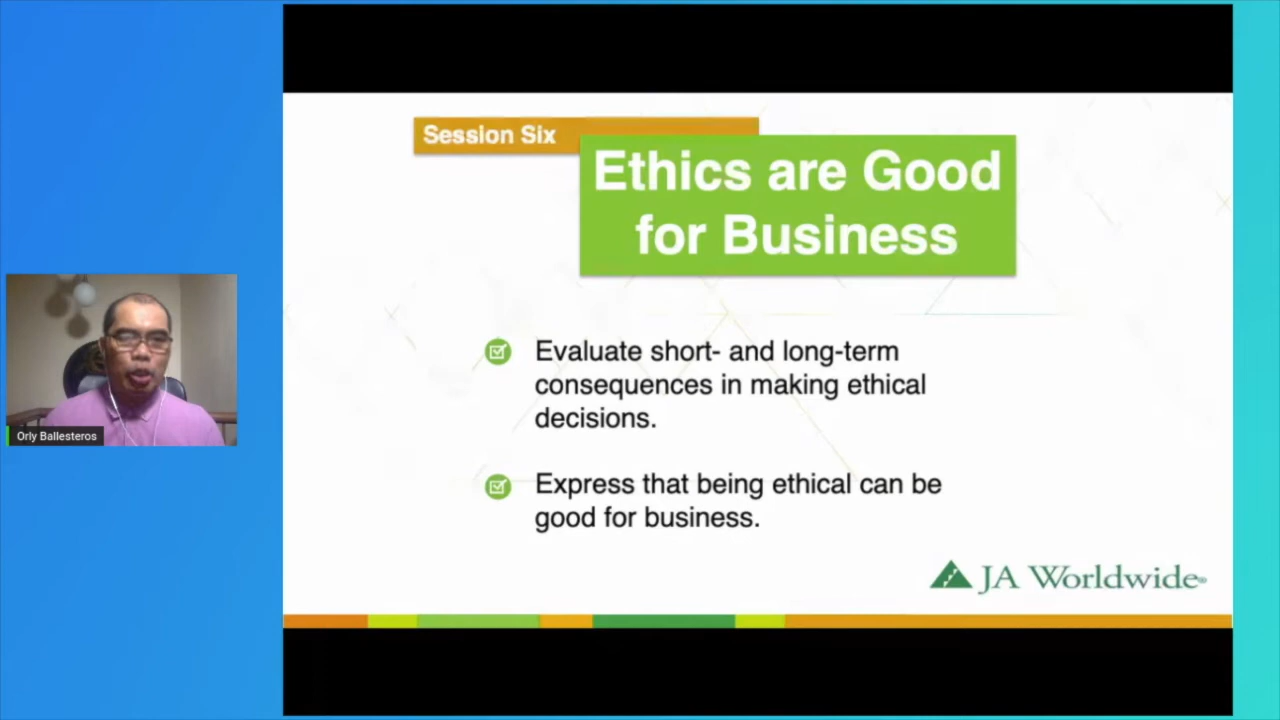 Session Six
Ethics are Good
for Business
Evaluate short- and long-term
consequences in making ethical
decisions.
Express that being ethical can be
good for business.
JA Worldwide®
Orly Ballesteros